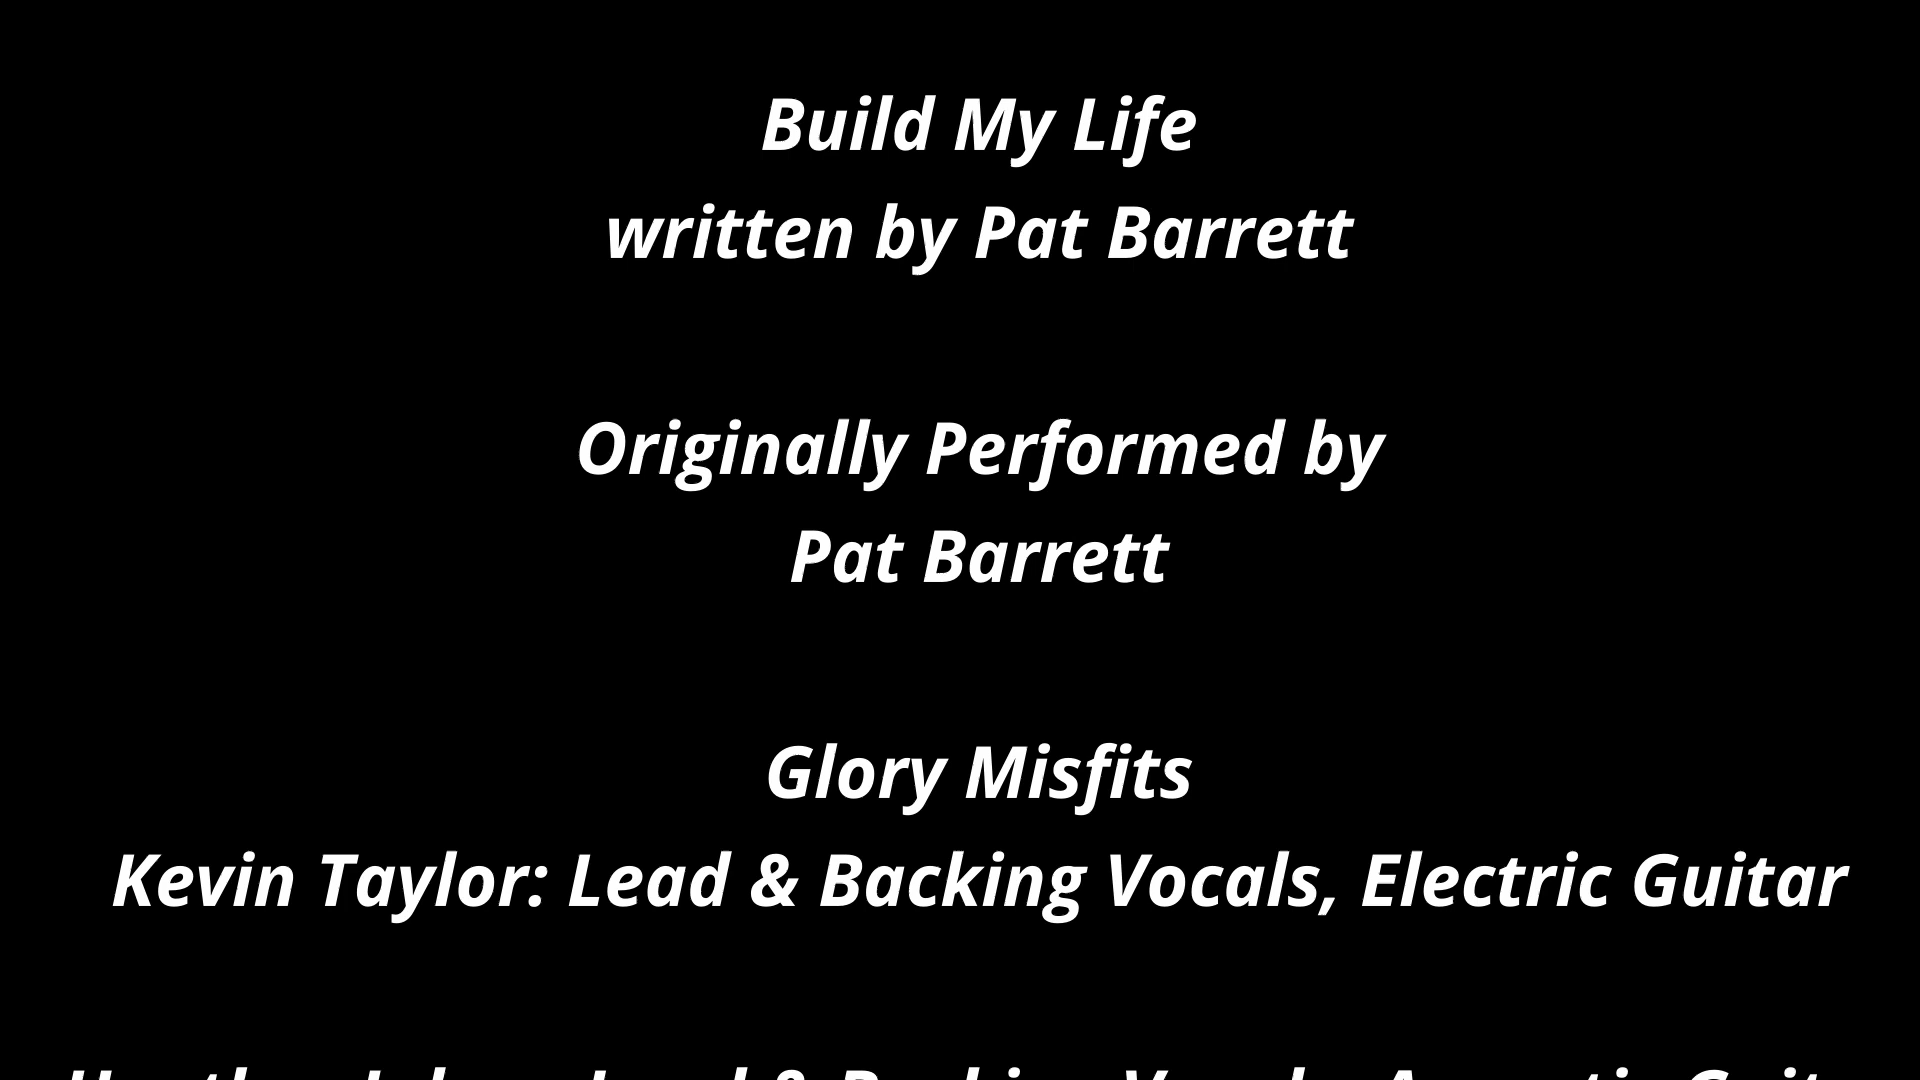 Build My Life
written by Pat Barrett
Originally Performed by
Pat Barrett
Glory Misfits
Kevin Taylor: Lead & Backing Vocals, Electric Guitar